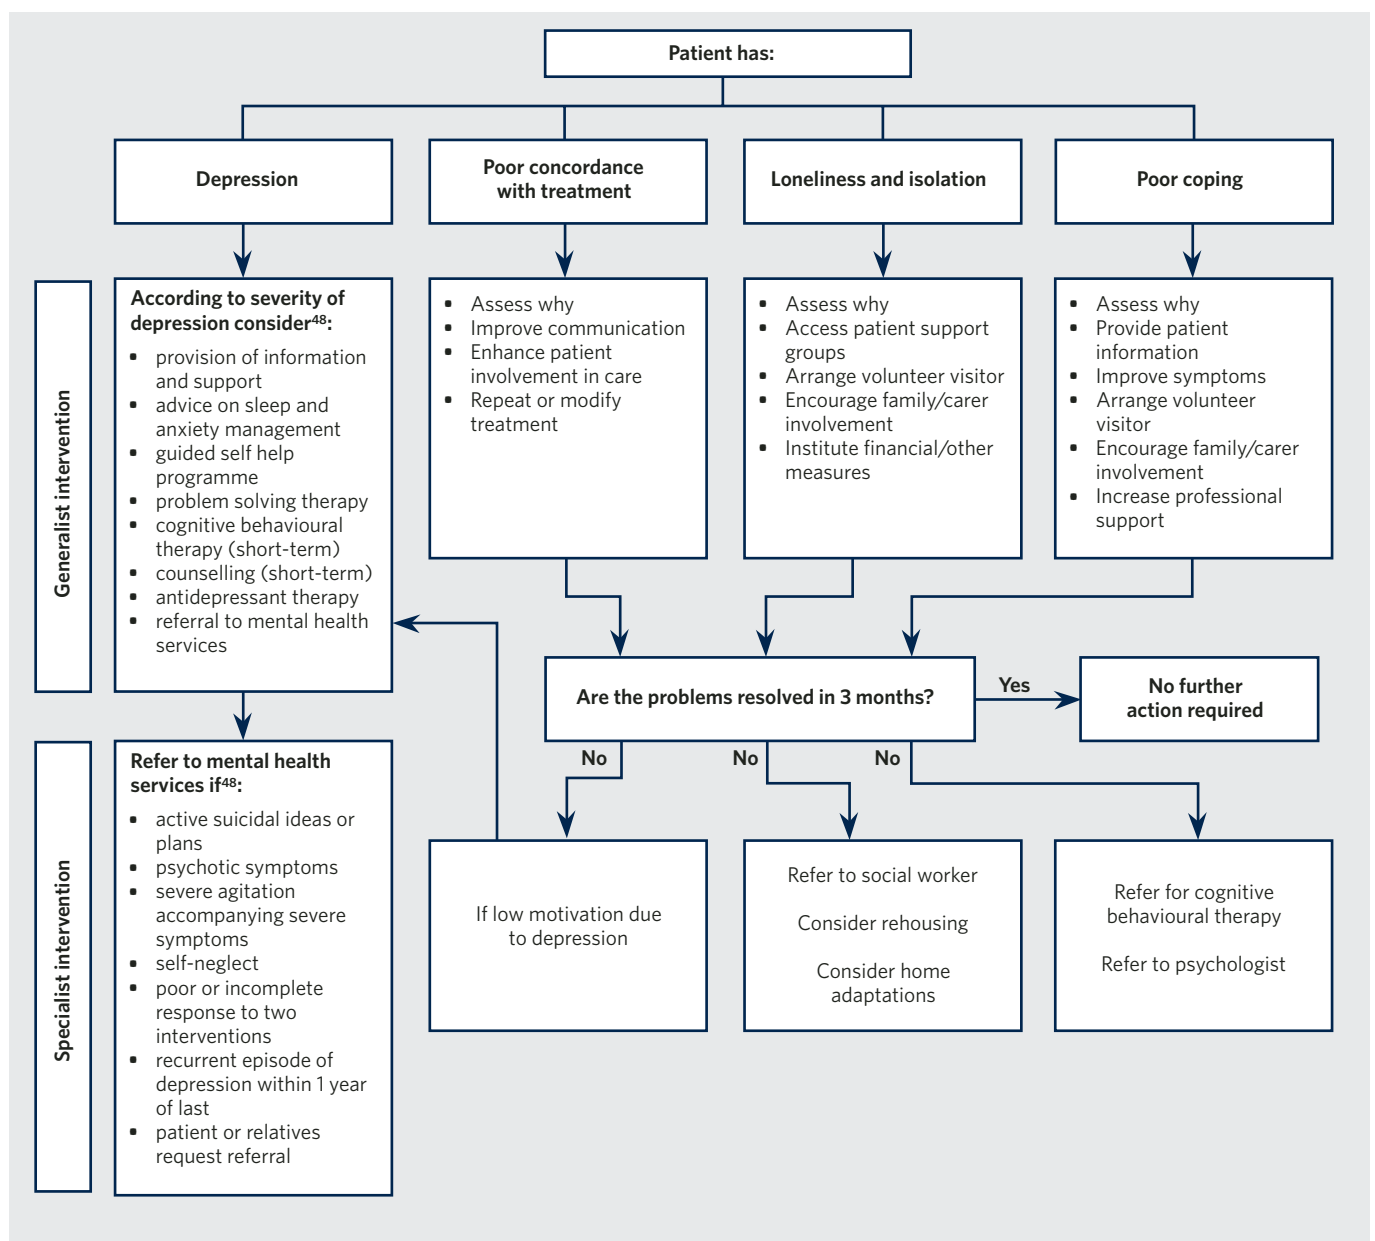 Patient has:
Depression
Poor concordance
with treatment
Loneliness and isolation
Poor coping
Generalist intervention
According to severity of
depression consider⁴⁸:
▪ provision of information
and support
▪ advice on sleep and
anxiety management
▪ guided self help
programme
▪ problem solving therapy
▪ cognitive behavioural
therapy (short-term)
▪ counselling (short-term)
▪ antidepressant therapy
▪ referral to mental health
services
▪ Assess why
▪ Improve communication
▪ Enhance patient
involvement in care
▪ Repeat or modify
treatment
▪ Assess why
▪ Access patient support
groups
▪ Arrange volunteer visitor
▪ Encourage family/carer
involvement
▪ Institute financial/other
measures
▪ Assess why
▪ Provide patient
information
▪ Improve symptoms
▪ Arrange volunteer
visitor
▪ Encourage family/carer
involvement
▪ Increase professional
support
Are the problems resolved in 3 months?
Yes
No further
action required
No
No
No
Specialist intervention
Refer to mental health
services if⁴⁸:
▪ active suicidal ideas or
plans
▪ psychotic symptoms
▪ severe agitation
accompanying severe
symptoms
▪ self-neglect
▪ poor or incomplete
response to two
interventions
▪ recurrent episode of
depression within 1 year
of last
▪ patient or relatives
request referral
If low motivation due
to depression
Refer to social worker
Consider rehousing
Consider home
adaptations
Refer for cognitive
behavioural therapy
Refer to psychologist